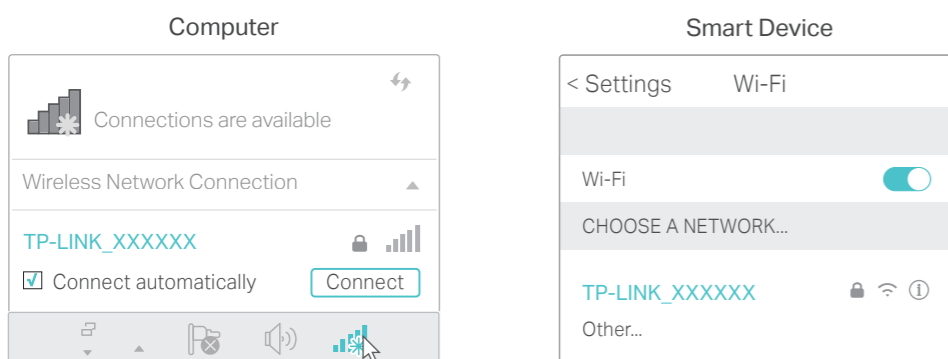 Computer
Connections are available
Wireless Network Connection
TP-LINK_XXXXXX
Connect automatically
Connect
Smart Device
< Settings Wi-Fi
Wi-Fi
CHOOSE A NETWORK...
TP-LINK_XXXXXX
Other...